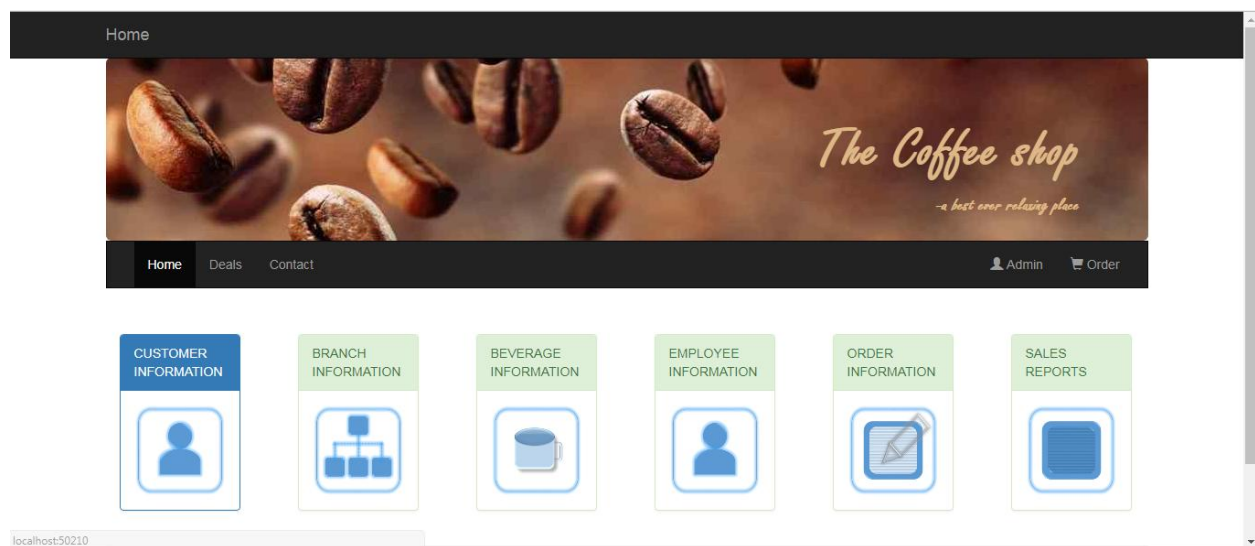 Home
The Coffee shop
-a best ever relaxing place
Home Deals Contact Admin Order
CUSTOMER
INFORMATION
BRANCH
INFORMATION
BEVERAGE
INFORMATION
EMPLOYEE
INFORMATION
ORDER
INFORMATION
SALES
REPORTS
localhost:50210